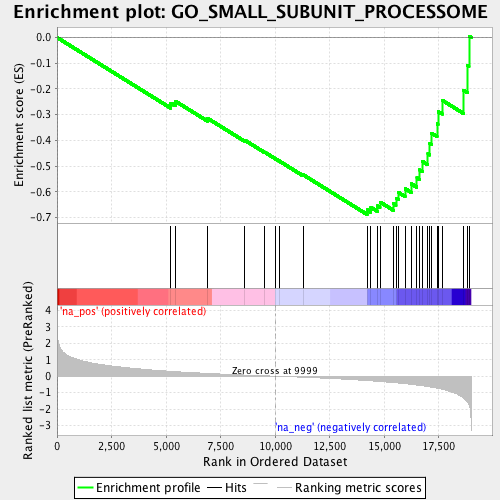 Enrichment plot: GO_SMALL_SUBUNIT_PROCESSOME
Enrichment score (ES)
0.0
-0.1
-0.2
-0.3
-0.4
-0.5
-0.6
-0.7
'na_pos' (positively correlated)
Ranked list metric (PreRanked)
4
3
2
1
0
-1
-2
-3
Zero cross at 9999
'na_neg' (negatively correlated)
0 2,500 5,000 7,500 10,000 12,500 15,000 17,500
Rank in Ordered Dataset
Enrichment profile Hits Ranking metric scores